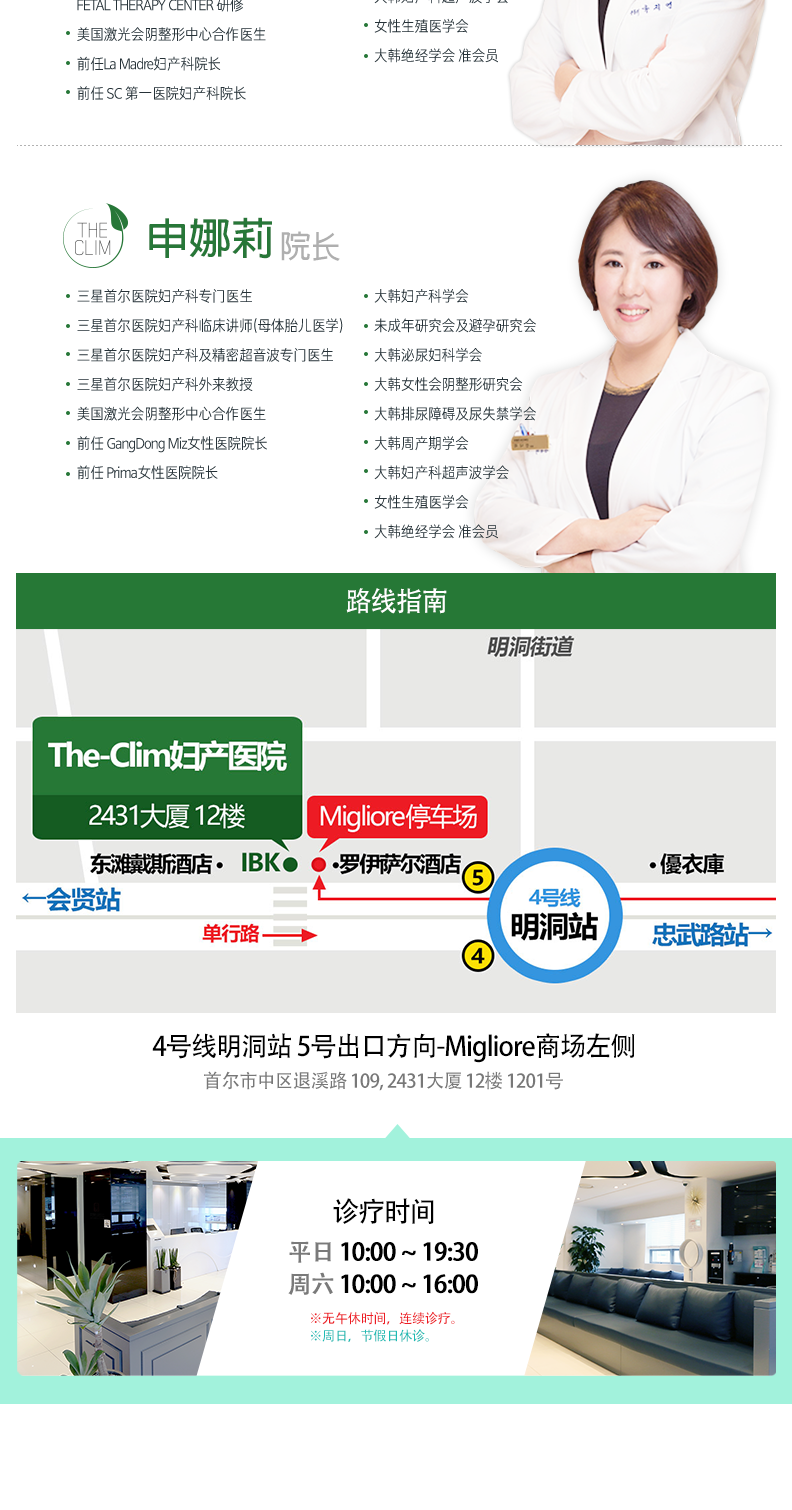 FETAL THERAPY CENTER 研修
美国激光会阴整形中心合作医生
前任La Madre妇产科院长
前任 SC 第一医院妇产科院长
大韩妇产科超声波学会
女性生殖医学会
大韩绝经学会 准会员
THE CLIM
申娜莉 院长
三星首尔医院妇产科专门医生
三星首尔医院妇产科临床讲师(母体胎儿医学)
三星首尔医院妇产科及精密超音波专门医生
三星首尔医院妇产科外来教授
美国激光会阴整形中心合作医生
前任 GangDong Miz女性医院院长
前任 Prima女性医院院长
大韩妇产科学会
未成年研究会及避孕研究会
大韩泌尿妇科学会
大韩女性会阴整形研究会
大韩排尿障碍及尿失禁学会
大韩周产期学会
大韩妇产科超声波学会
女性生殖医学会
大韩绝经学会 准会员
路线指南
明洞街道
The-Clim妇产医院
2431大厦 12楼
Migliore停车场
东滩戴斯酒店• IBK● ●•罗伊萨尔酒店
5
•優衣庫
←会贤站
4号线
明洞站
单行路
忠武路站→
4
4号线明洞站 5号出口方向-Migliore商场左侧
首尔市中区退溪路 109, 2431大厦 12楼 1201号
诊疗时间
平日 10:00 ~ 19:30
周六 10:00 ~ 16:00
※无午休时间，连续诊疗。
※周日，节假日休诊。